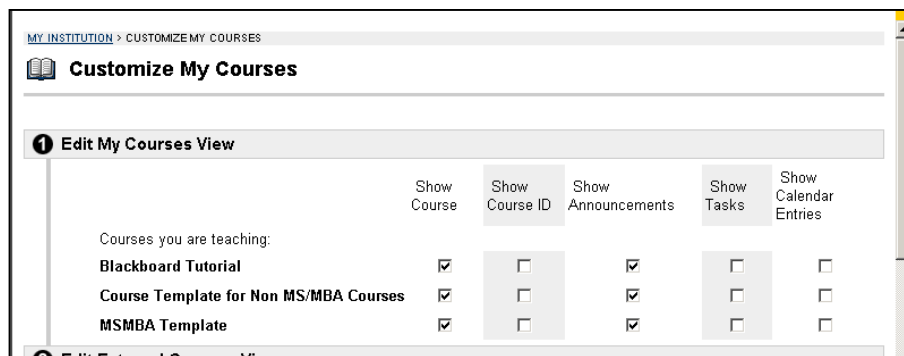 MY INSTITUTION > CUSTOMIZE MY COURSES
Customize My Courses
1 Edit My Courses View
Show Course
Show Course ID
Show Announcements
Show Tasks
Show Calendar Entries
Courses you are teaching:
Blackboard Tutorial
Course Template for Non MS/MBA Courses
MSMBA Template